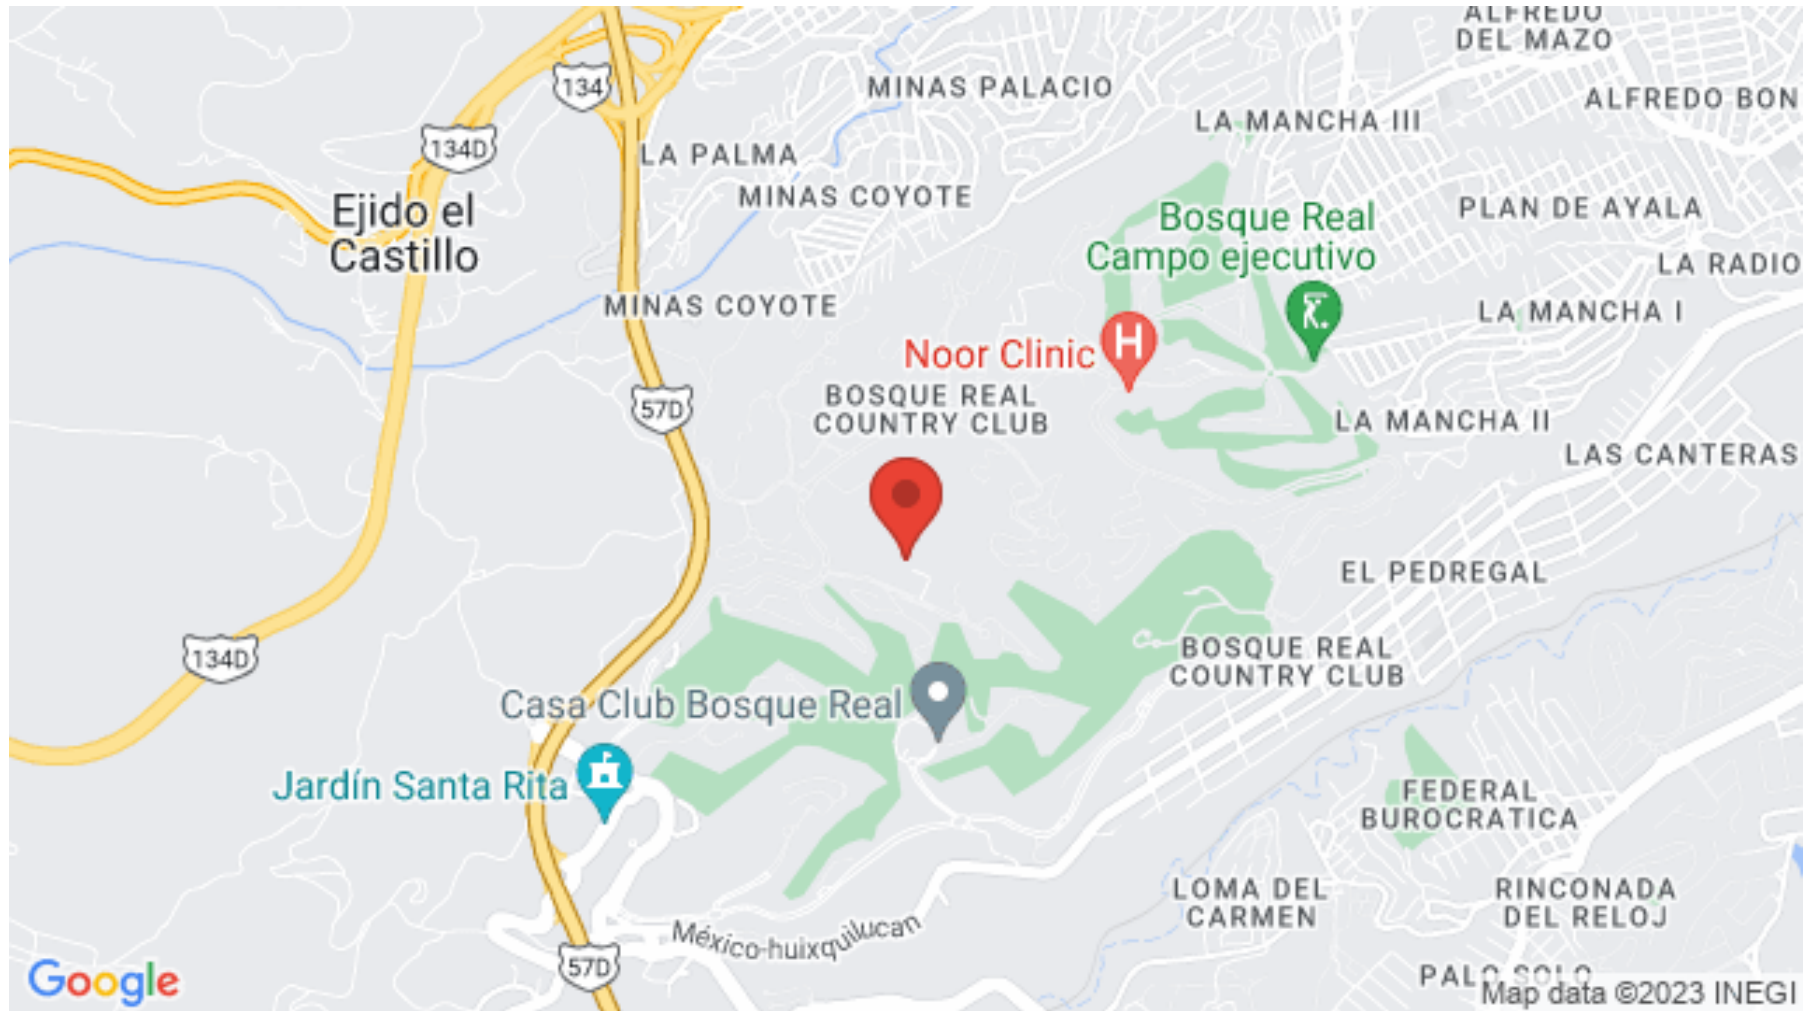 ALFREDO
DEL MAZO
134
MINAS PALACIO
ALFREDO BON
LA MANCHA III
134D
LA PALMA
MINAS COYOTE
Ejido el
Castillo
PLAN DE AYALA
Bosque Real
Campo ejecutivo
LA RADIO
MINAS COYOTE
LA MANCHA I
Noor Clinic
H
BOSQUE REAL
COUNTRY CLUB
57D
LA MANCHA II
LAS CANTERAS
EL PEDREGAL
134D
BOSQUE REAL
COUNTRY CLUB
Casa Club Bosque Real
Jardín Santa Rita
FEDERAL
BUROCRATICA
LOMA DEL
CARMEN
RINCONADA
DEL RELOJ
México-huixquilucan
57D
PALO SOLO
Google
Map data ©2023 INEGI